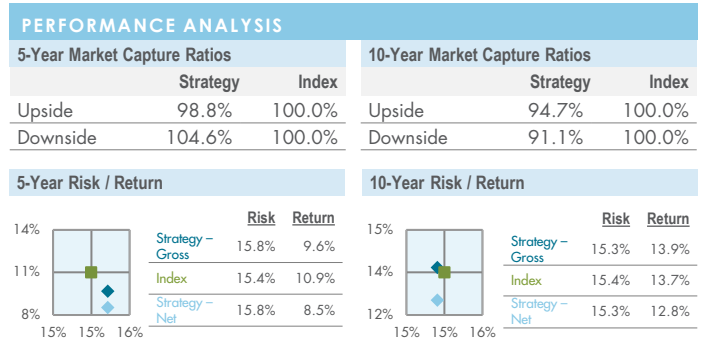 PERFORMANCE ANALYSIS
5-Year Market Capture Ratios
Strategy Index
Upside 98.8% 100.0%
Downside 104.6% 100.0%
10-Year Market Capture Ratios
Strategy Index
Upside 94.7% 100.0%
Downside 91.1% 100.0%
5-Year Risk / Return
14%
11%
8%
15% 15% 16%
Risk Return
Strategy –
Gross 15.8% 9.6%
Index 15.4% 10.9%
Strategy –
Net 15.8% 8.5%
10-Year Risk / Return
15%
14%
12%
15% 15% 16%
Risk Return
Strategy –
Gross 15.3% 13.9%
Index 15.4% 13.7%
Strategy –
Net 15.3% 12.8%